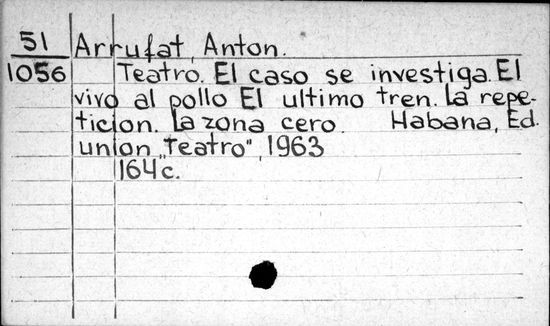 51 Arrufat, Anton.
1056 Teatro. El caso se investiga. El
vivo al pollo El ultimo tren. La repe-
ticion. La zona cero. Habana, Ed.
union „Teatro", 1963
164 c.